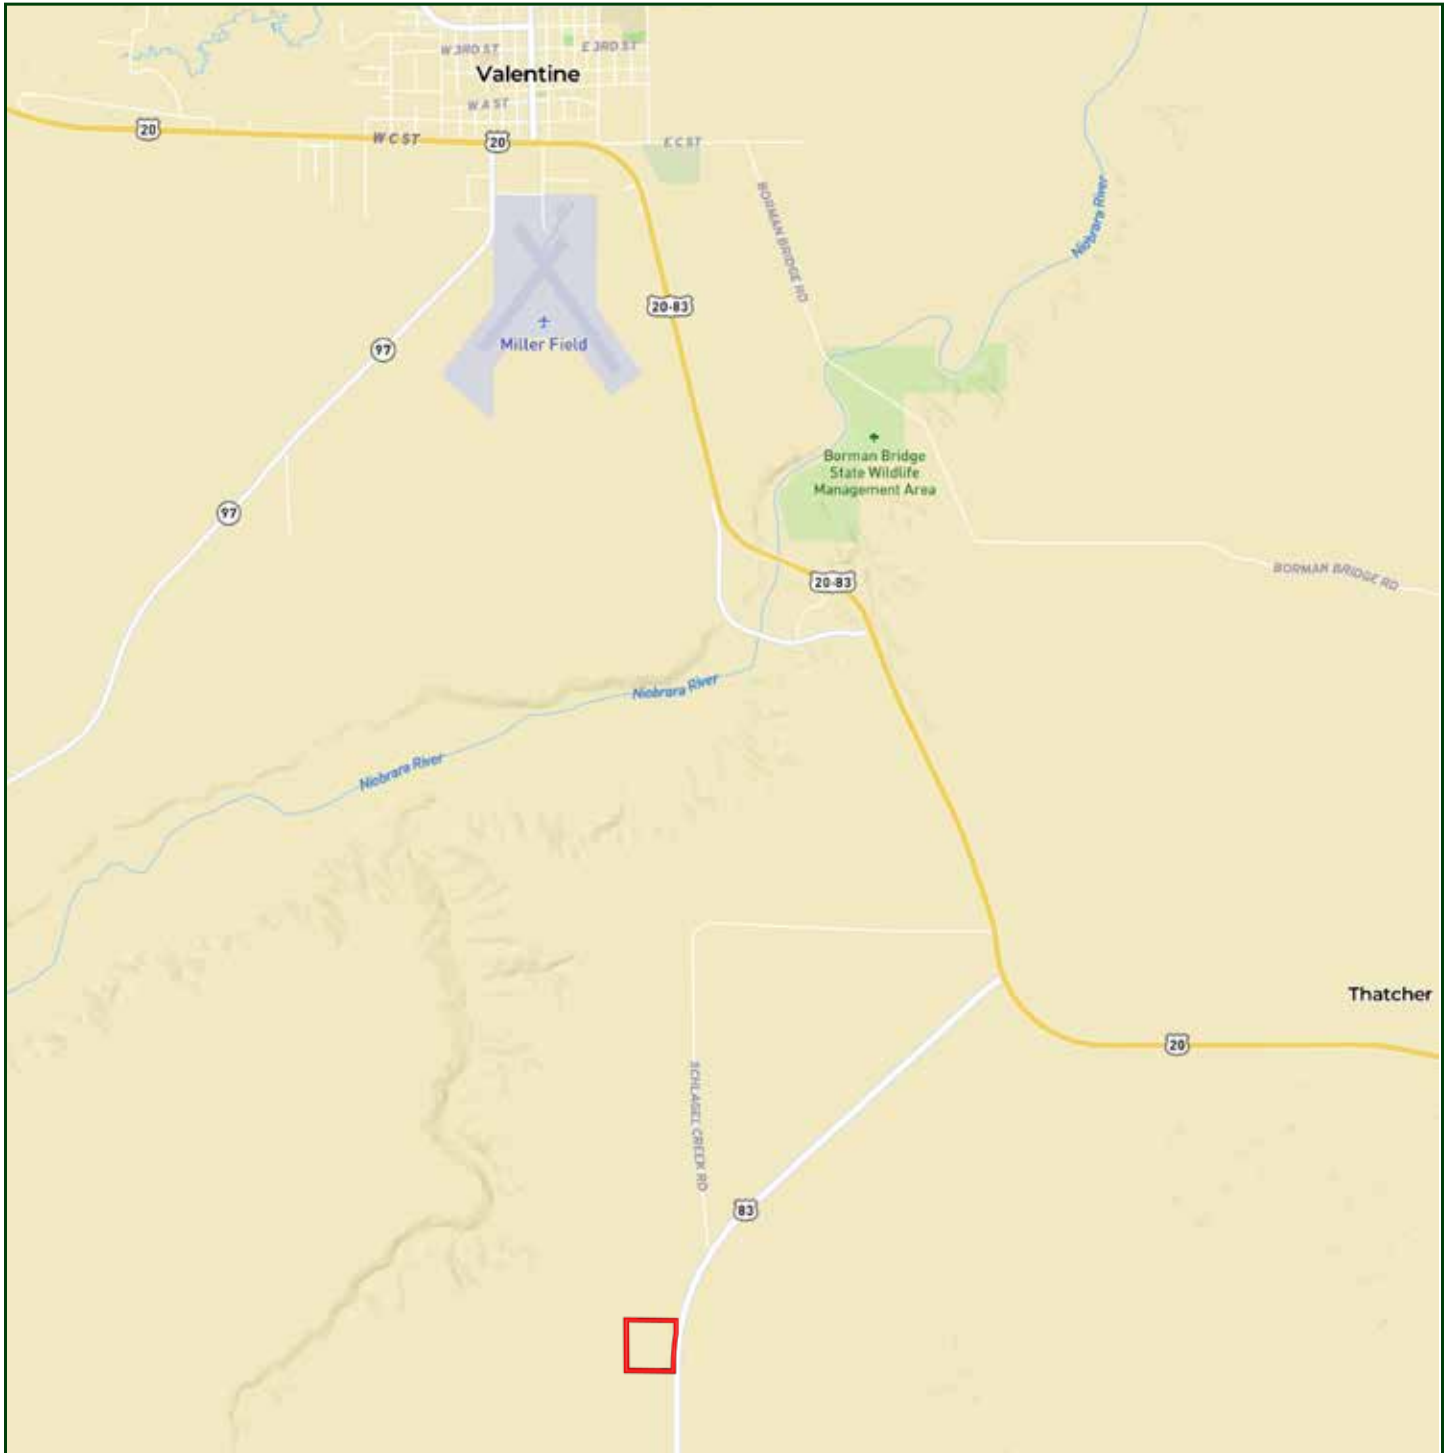 W 3RD ST
E 3RD ST
Valentine
W A ST
20
W C ST
20
E C ST
BORMAN BRIDGE RD
Niobrara River
20-83
Miller Field
97
Borman Bridge
State Wildlife
Management Area
97
20-83
BORMAN BRIDGE RD
Niobrara River
Niobrara River
Thatcher
20
SCHLAGEL CREEK RD
83